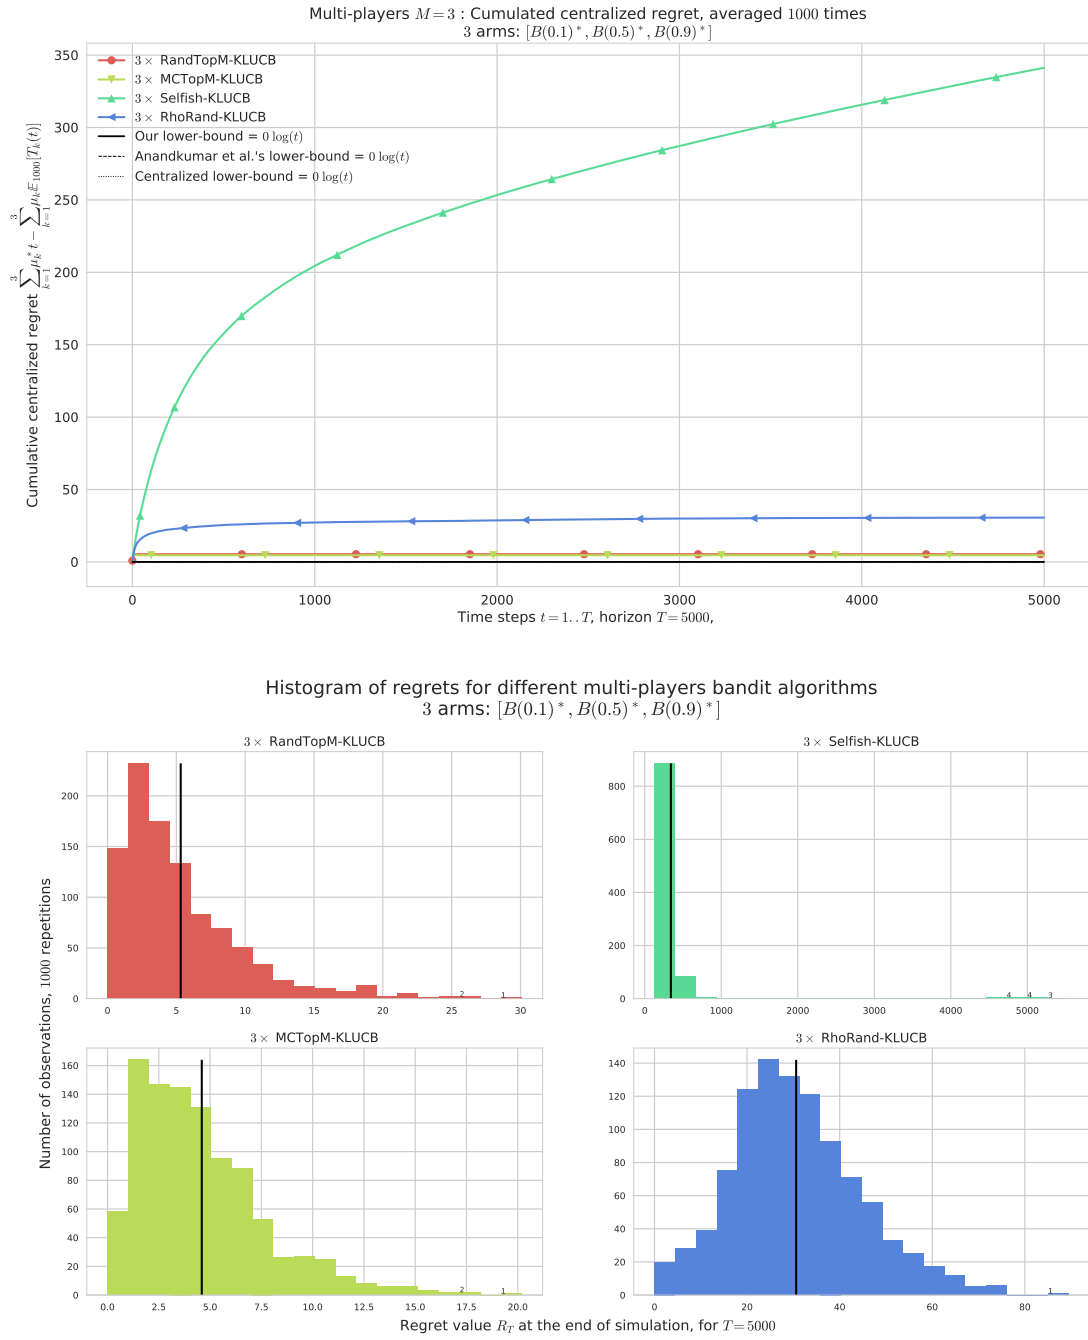 Multi-players M = 3 : Cumulated centralized regret, averaged 1000 times
3 arms: [B(0.1)*, B(0.5)*, B(0.9)*]
350
300
250
200
150
100
50
0
Cumulative centralized regret ∑_{k=1}^{3} μ_k^* t − ∑_{k=1}^{3} μ_k 𝔼_{1000}[T_k(t)]
3 × RandTopM-KLUCB
3 × MCTopM-KLUCB
3 × Selfish-KLUCB
3 × RhoRand-KLUCB
Our lower-bound = 0 log(t)
Anandkumar et al.'s lower-bound = 0 log(t)
Centralized lower-bound = 0 log(t)
0 1000 2000 3000 4000 5000
Time steps t = 1..T, horizon T = 5000,
Histogram of regrets for different multi-players bandit algorithms
3 arms: [B(0.1)*, B(0.5)*, B(0.9)*]
Number of observations, 1000 repetitions
3 × RandTopM-KLUCB
200
150
100
50
0
2 1
0 5 10 15 20 25 30
3 × Selfish-KLUCB
800
600
400
200
0
4 4 3
0 1000 2000 3000 4000 5000
3 × MCTopM-KLUCB
160
140
120
100
80
60
40
20
0
2 1
0.0 2.5 5.0 7.5 10.0 12.5 15.0 17.5 20.0
3 × RhoRand-KLUCB
140
120
100
80
60
40
20
0
1
0 20 40 60 80
Regret value R_T at the end of simulation, for T = 5000